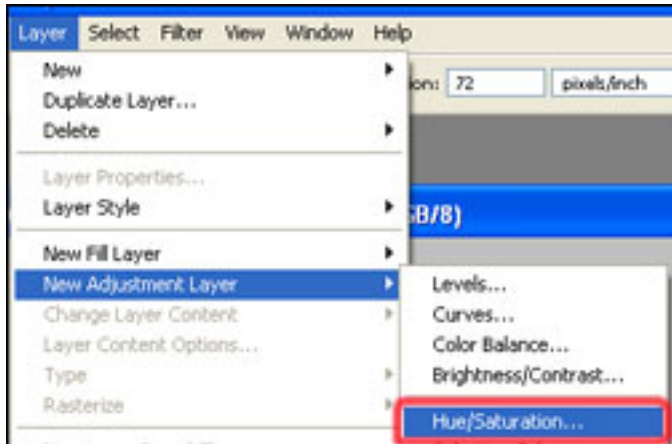 Layer Select Filter View Window Help
New
ion: 72 pixels/inch
Duplicate Layer...
Delete
Layer Properties...
Layer Style
GB/8)
New Fill Layer
New Adjustment Layer
Levels...
Change Layer Content
Curves...
Layer Content Options...
Color Balance...
Type
Brightness/Contrast...
Rasterize
Hue/Saturation...